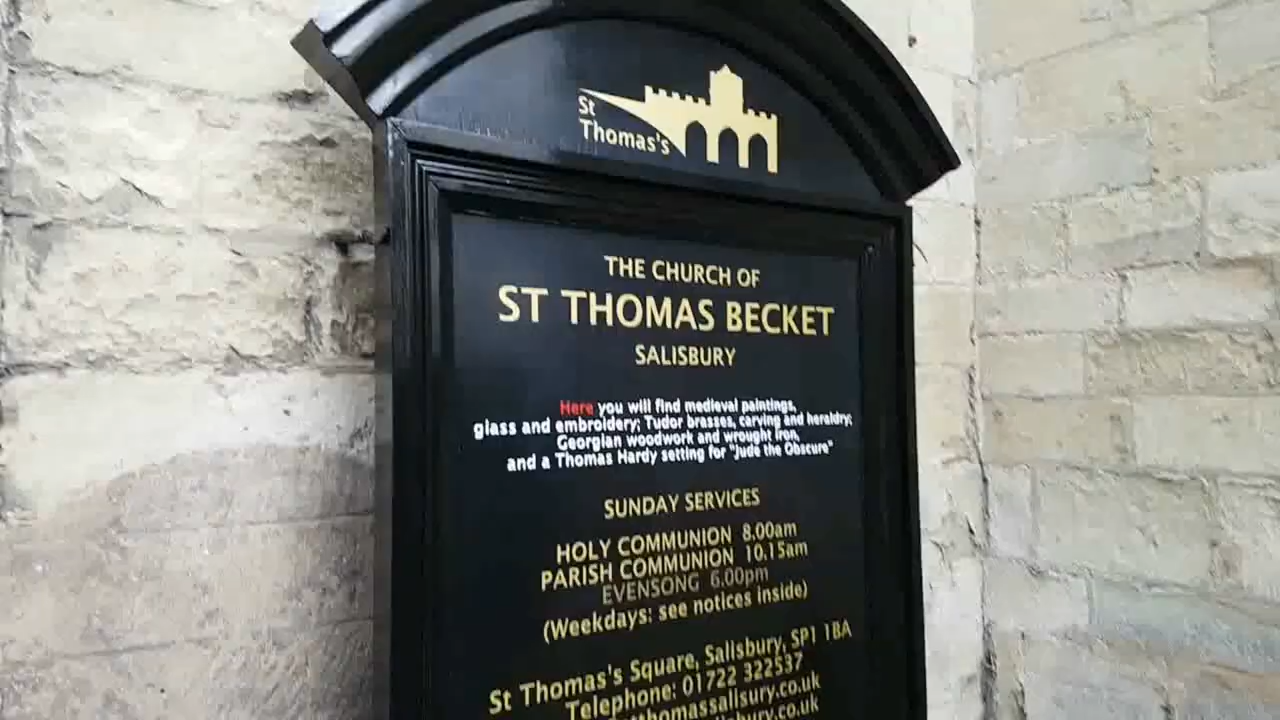 St
Thomas's
THE CHURCH OF
ST THOMAS BECKET
SALISBURY
Here you will find medieval paintings,
glass and embroidery; Tudor brasses, carving and heraldry;
Georgian woodwork and wrought iron,
and a Thomas Hardy setting for "Jude the Obscure"
SUNDAY SERVICES
HOLY COMMUNION 8.00am
PARISH COMMUNION 10.15am
EVENSONG 6.00pm
(Weekdays: see notices inside)
St Thomas's Square, Salisbury, SP1 1BA
Telephone: 01722 322537